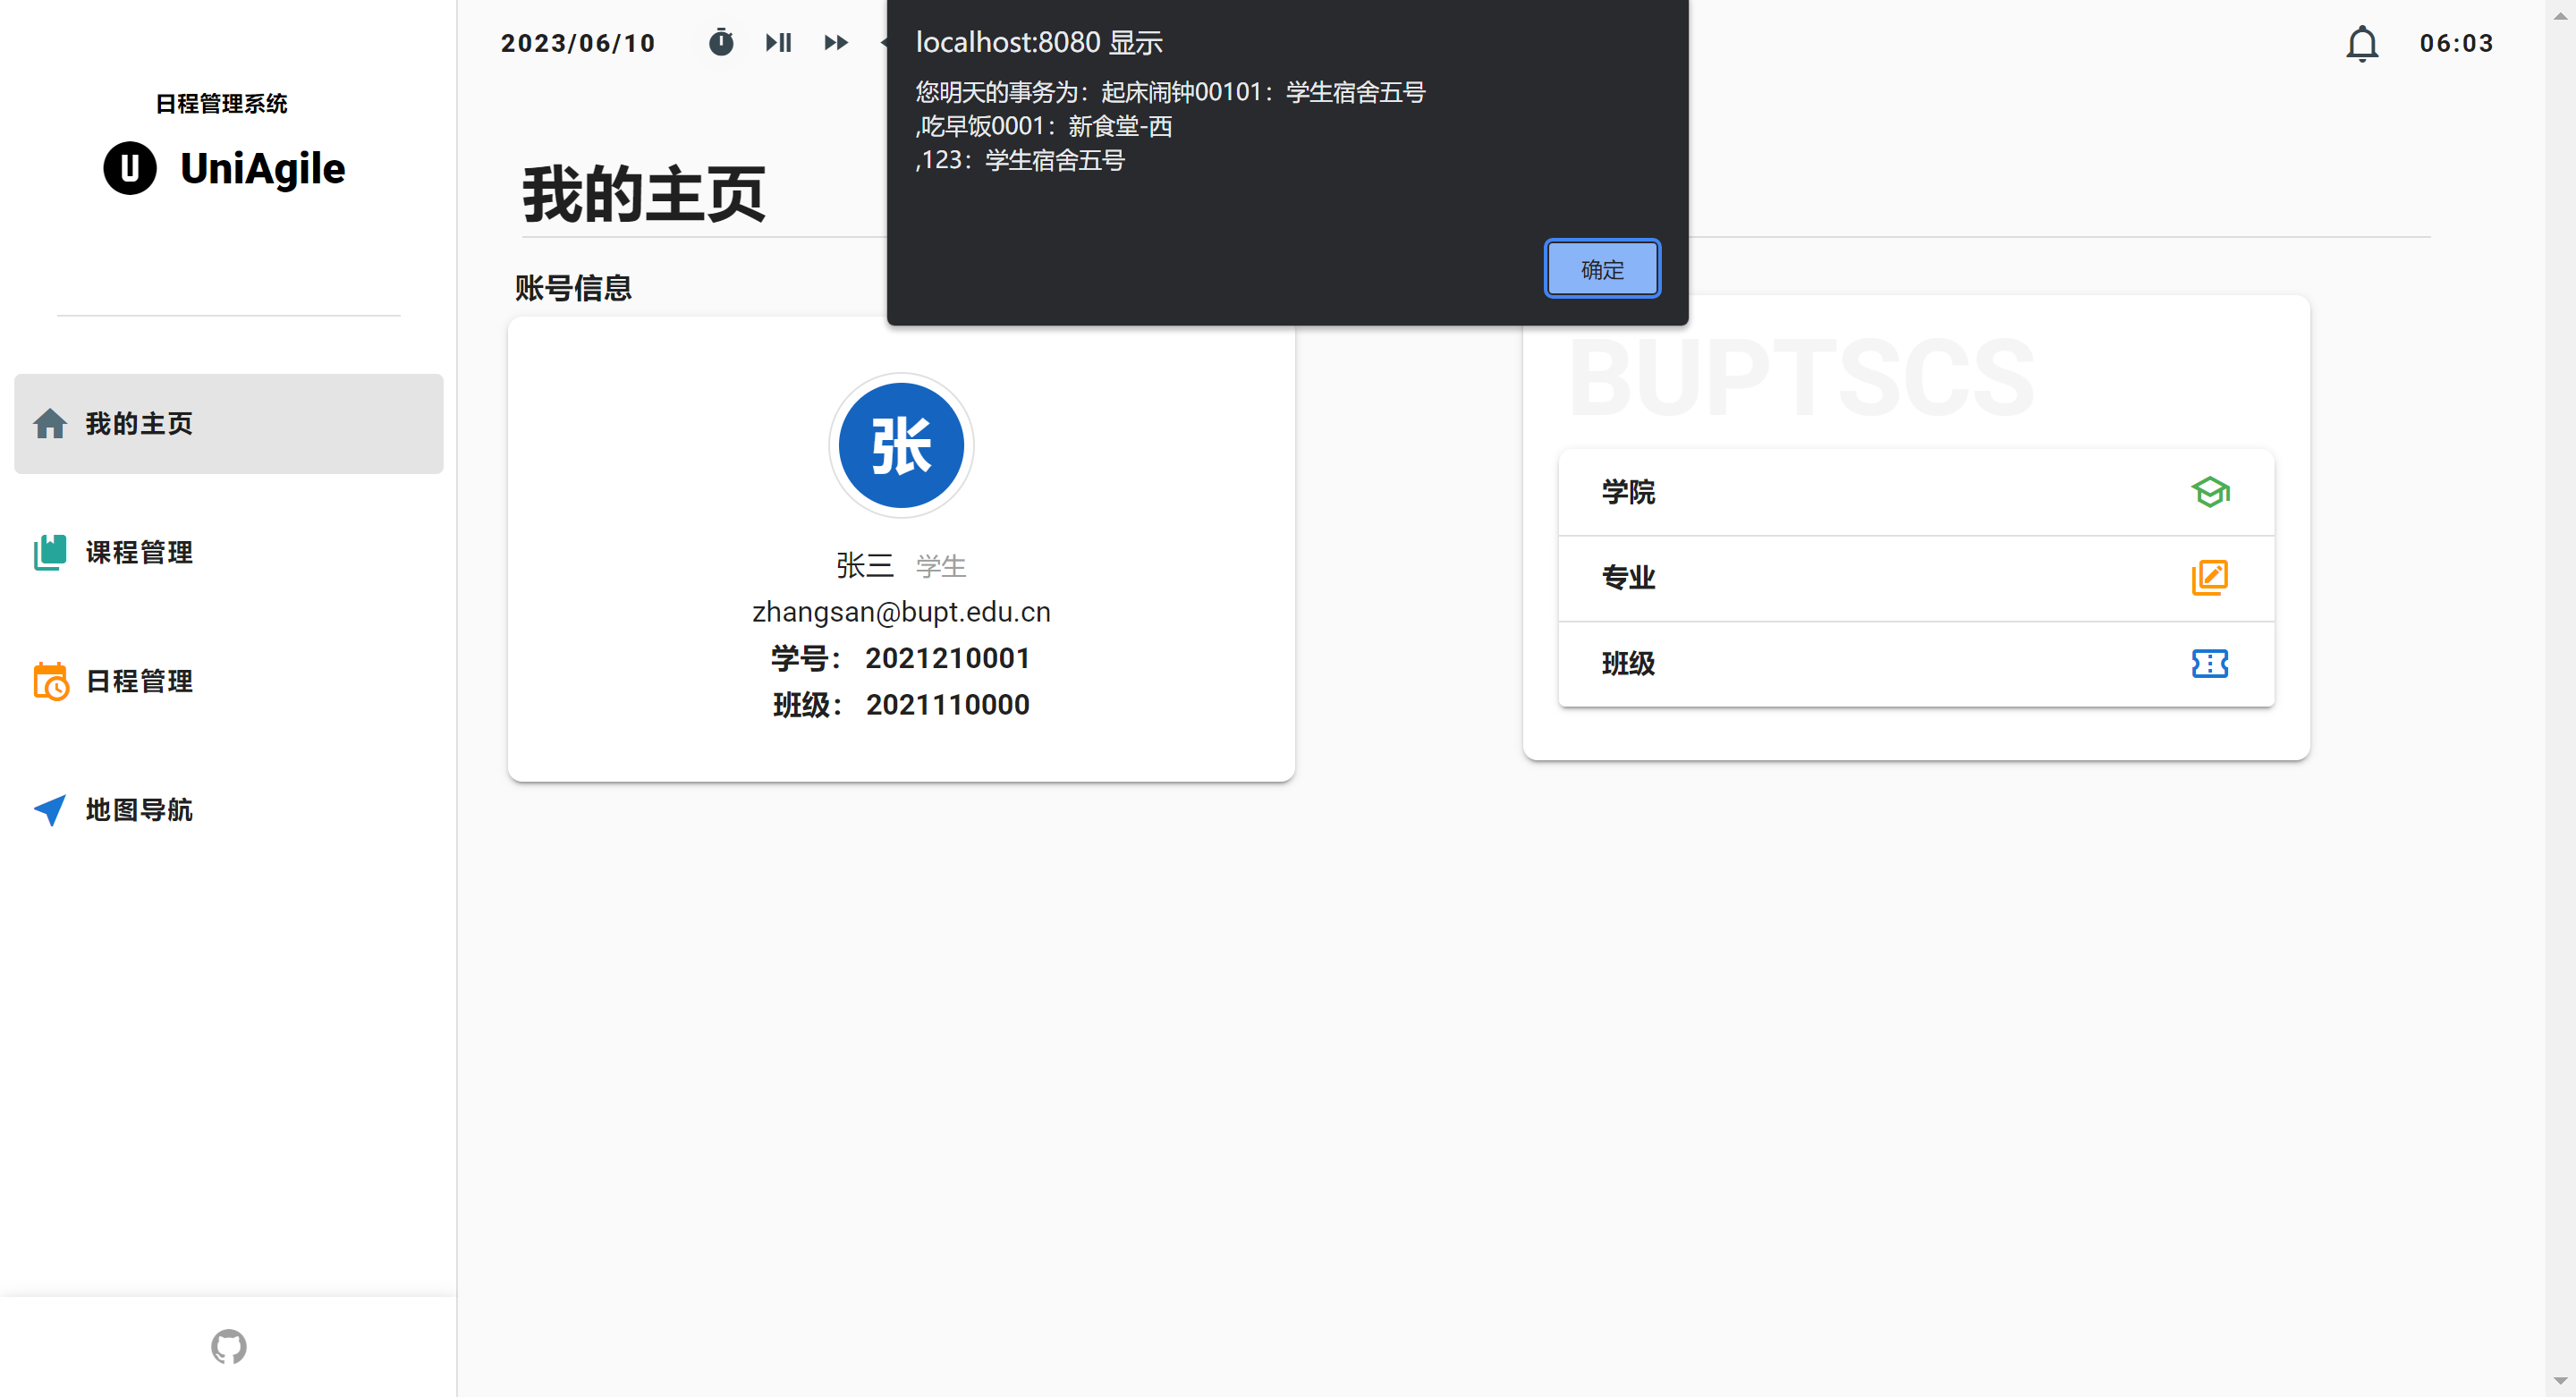 日程管理系统
U UniAgile
我的主页
课程管理
日程管理
地图导航
2023/06/10
06:03
localhost:8080 显示
您明天的事务为：起床闹钟00101：学生宿舍五号
,吃早饭0001：新食堂-西
,123：学生宿舍五号
确定
我的主页
账号信息
张
张三 学生
zhangsan@bupt.edu.cn
学号： 2021210001
班级： 2021110000
BUPTSCS
学院
专业
班级